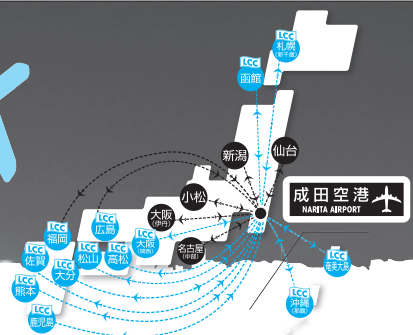 LCC
札幌
(新千歳)
LCC
函館
新潟
仙台
小松
成田空港
NARITA AIRPORT
LCC
広島
大阪
(伊丹)
LCC
福岡
LCC
大阪
(関西)
名古屋
(中部)
LCC
佐賀
LCC
大分
LCC
松山
LCC
高松
LCC
奄美大島
LCC
熊本
LCC
沖縄
(那覇)
LCC
鹿児島